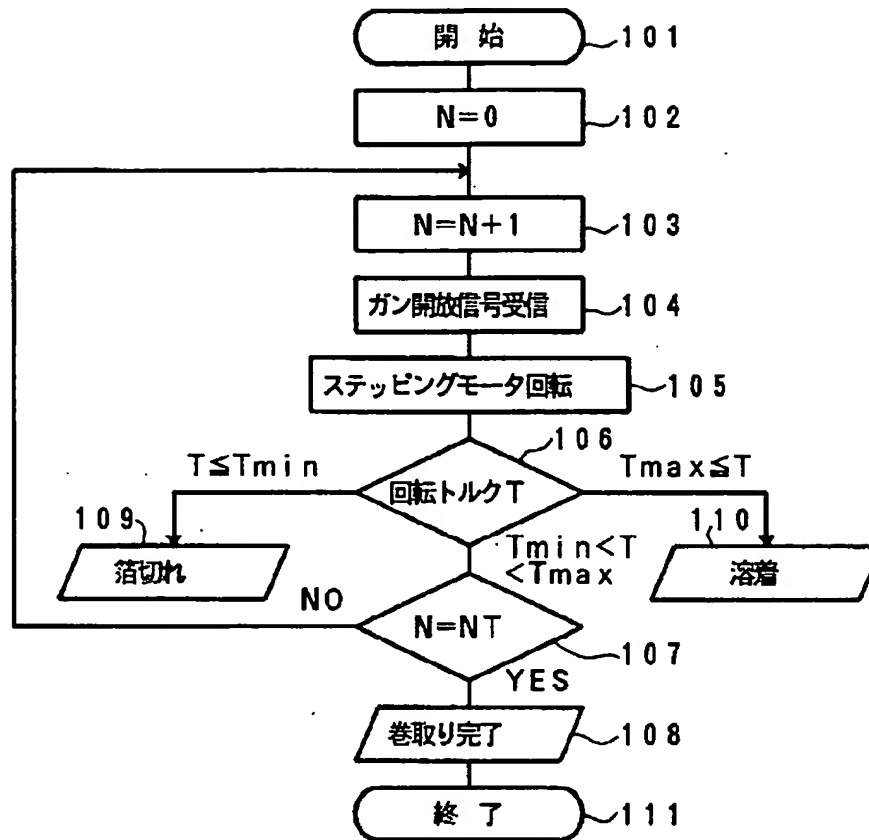 開始
101
N=0
102
N=N+1
103
ガン開放信号受信
104
ステッピングモータ回転
105
106
T≦Tmin
回転トルクT
Tmax≦T
109
箔切れ
Tmin<T
<Tmax
110
溶着
NO
N=NT
107
YES
巻取り完了
108
終了
111